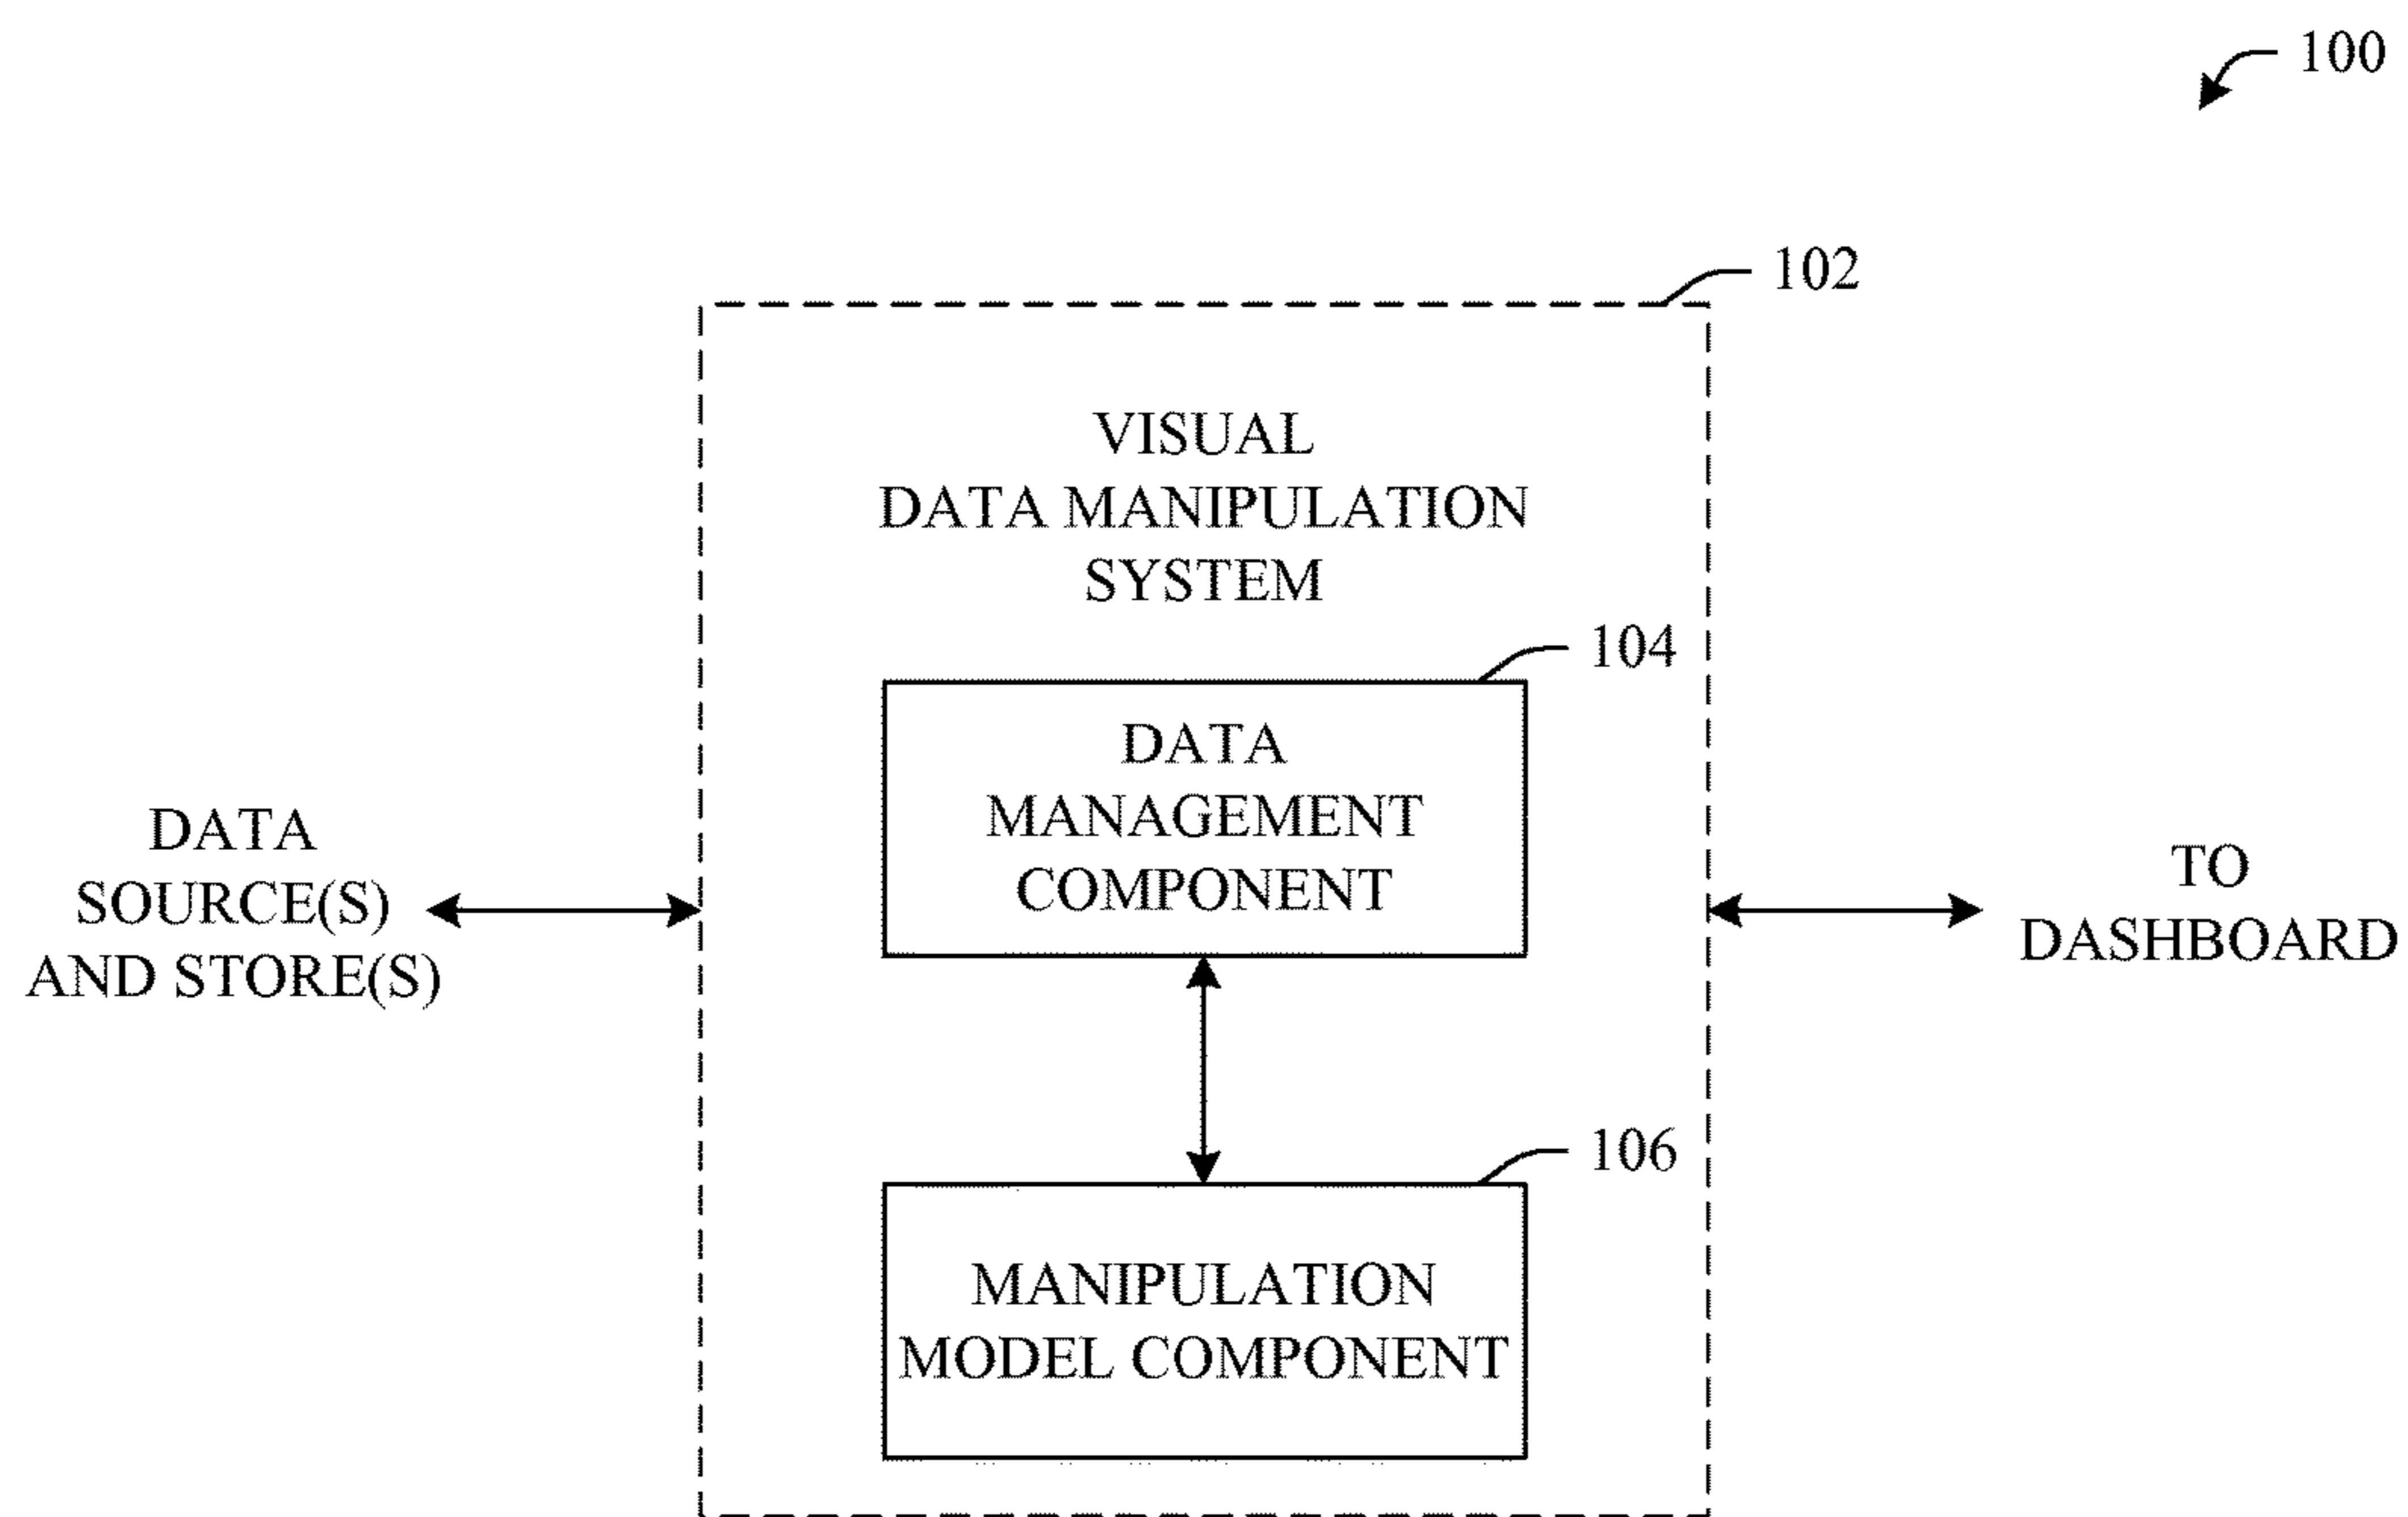 100
102
VISUAL
DATA MANIPULATION
SYSTEM
104
DATA
MANAGEMENT
COMPONENT
DATA
SOURCE(S)
AND STORE(S)
TO
DASHBOARD
106
MANIPULATION
MODEL COMPONENT